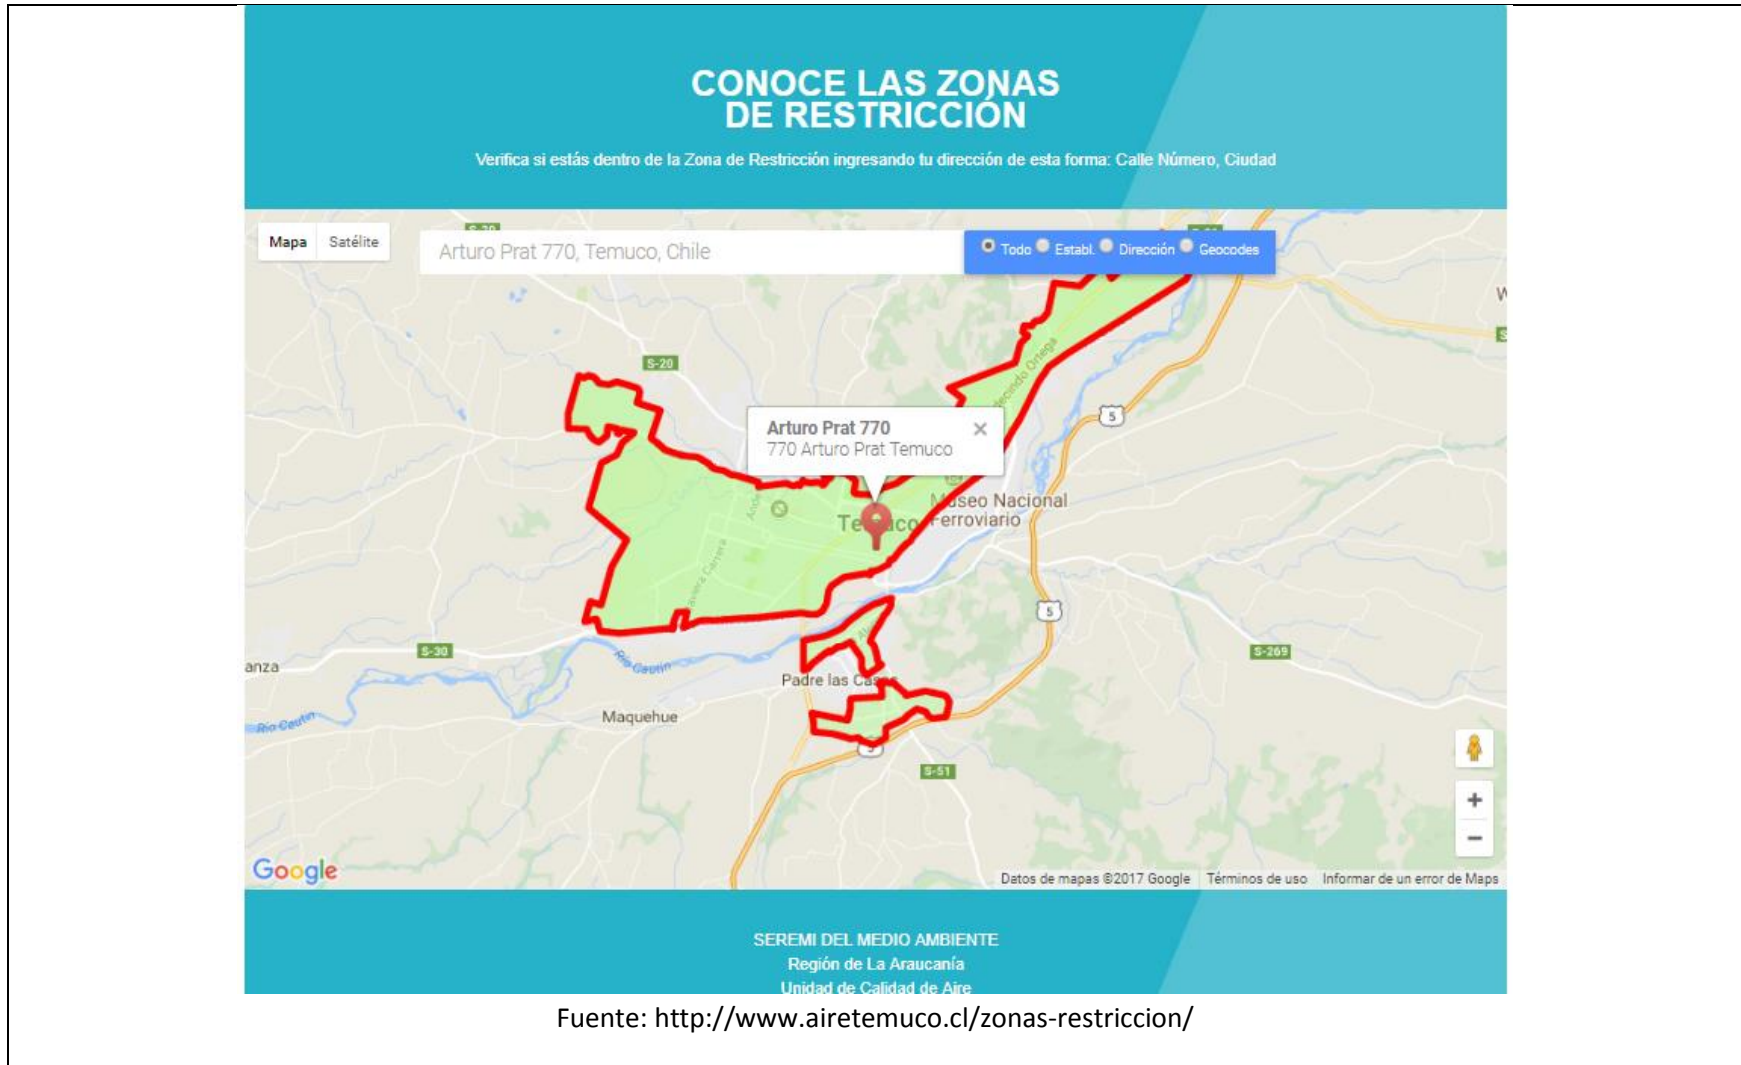 CONOCE LAS ZONAS
DE RESTRICCIÓN
Verifica si estás dentro de la Zona de Restricción ingresando tu dirección de esta forma: Calle Número, Ciudad
Mapa Satélite
Arturo Prat 770, Temuco, Chile
Todo Establ. Dirección Geocodes
S-20
5
Arturo Prat 770
770 Arturo Prat Temuco
Museo Nacional
Ferroviario
Temuco
5
S-30
S-269
anza
Río Cautín
Padre las Casas
Maquehue
Río Cautín
5
S-51
Google
Datos de mapas ©2017 Google Términos de uso Informar de un error de Maps
SEREMI DEL MEDIO AMBIENTE
Región de La Araucanía
Unidad de Calidad de Aire
Fuente: http://www.airetemuco.cl/zonas-restriccion/